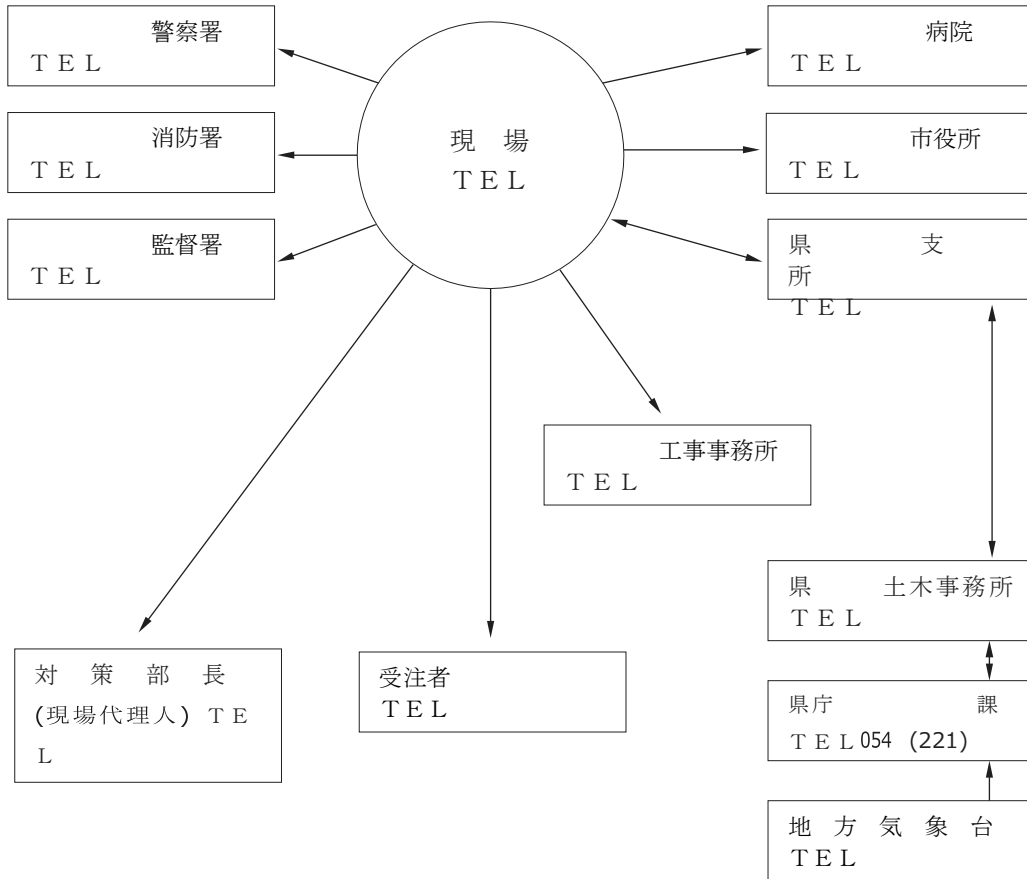 警察署
ＴＥＬ
消防署
ＴＥＬ
監督署
ＴＥＬ
現　場
ＴＥＬ
病院
ＴＥＬ
市役所
ＴＥＬ
県　　　　　支
所
ＴＥＬ
工事事務所
ＴＥＬ
県　　　土木事務所
ＴＥＬ
県庁　　　　　　課
ＴＥＬ054 (221)
地　方　気　象　台
ＴＥＬ
対　策　部　長
(現場代理人) ＴＥ
Ｌ
受注者
ＴＥＬ